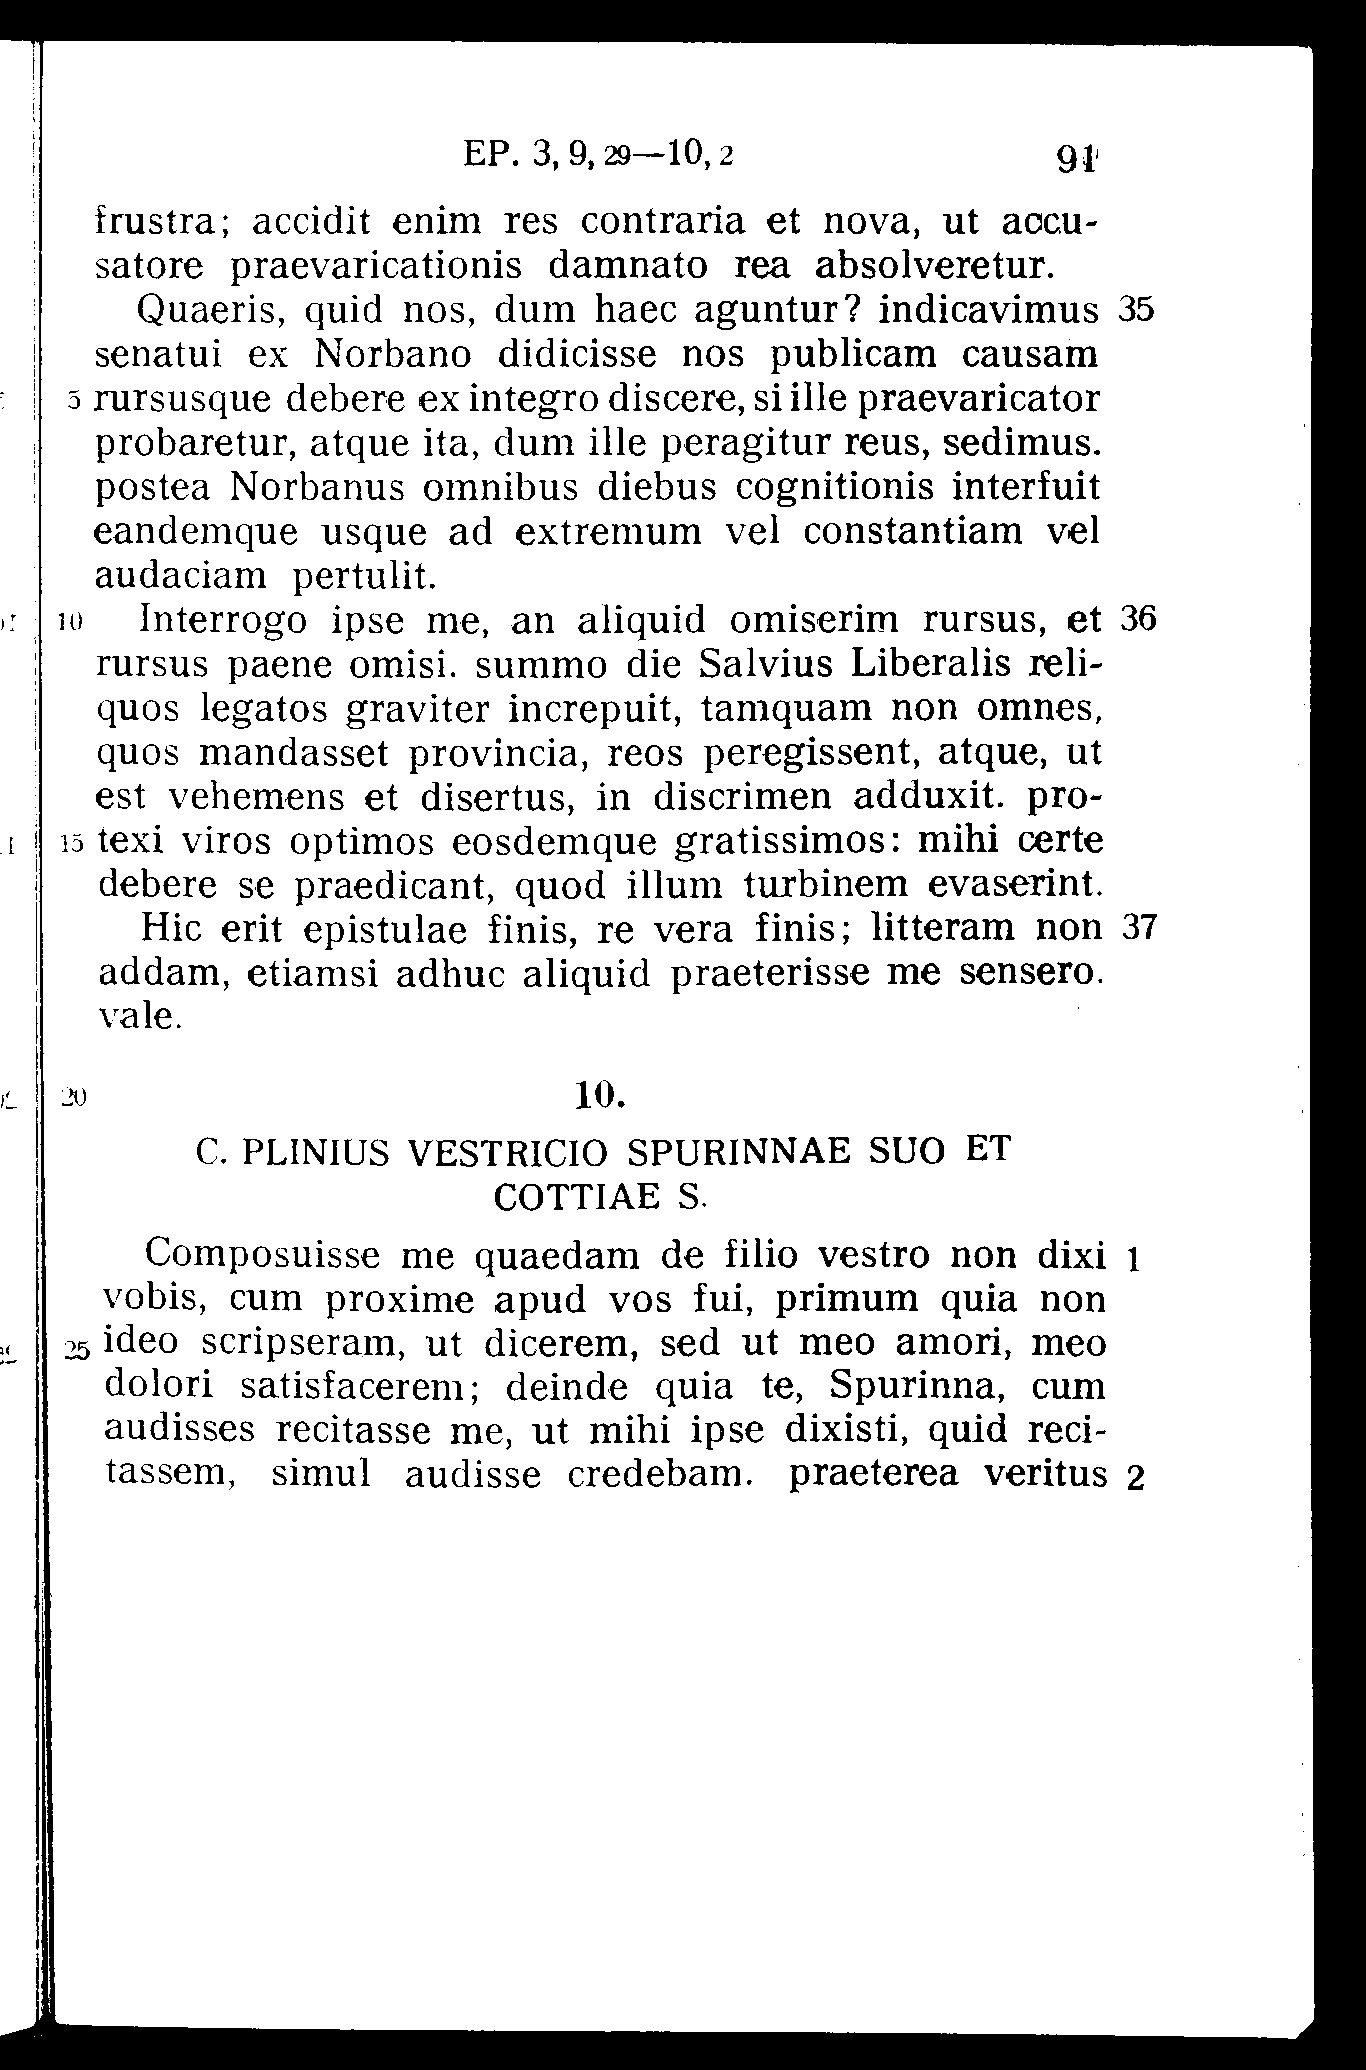 EP. 3, 9, 29—10, 2 91
frustra; accidit enim res contraria et nova, ut accu-
satore praevaricationis damnato rea absolveretur.
Quaeris, quid nos, dum haec aguntur? indicavimus 35
senatui ex Norbano didicisse nos publicam causam
5 rursusque debere ex integro discere, si ille praevaricator
probaretur, atque ita, dum ille peragitur reus, sedimus.
postea Norbanus omnibus diebus cognitionis interfuit
eandemque usque ad extremum vel constantiam vel
audaciam pertulit.
10 Interrogo ipse me, an aliquid omiserim rursus, et 36
rursus paene omisi. summo die Salvius Liberalis reli-
quos legatos graviter increpuit, tamquam non omnes,
quos mandasset provincia, reos peregissent, atque, ut
est vehemens et disertus, in discrimen adduxit. pro-
15 texi viros optimos eosdemque gratissimos: mihi certe
debere se praedicant, quod illum turbinem evaserint.
Hic erit epistulae finis, re vera finis; litteram non 37
addam, etiamsi adhuc aliquid praeterisse me sensero.
vale.
20 10.
C. PLINIUS VESTRICIO SPURINNAE SUO ET
COTTIAE S.
Composuisse me quaedam de filio vestro non dixi 1
vobis, cum proxime apud vos fui, primum quia non
25 ideo scripseram, ut dicerem, sed ut meo amori, meo
dolori satisfacerem; deinde quia te, Spurinna, cum
audisses recitasse me, ut mihi ipse dixisti, quid reci-
tassem, simul audisse credebam. praeterea veritus 2